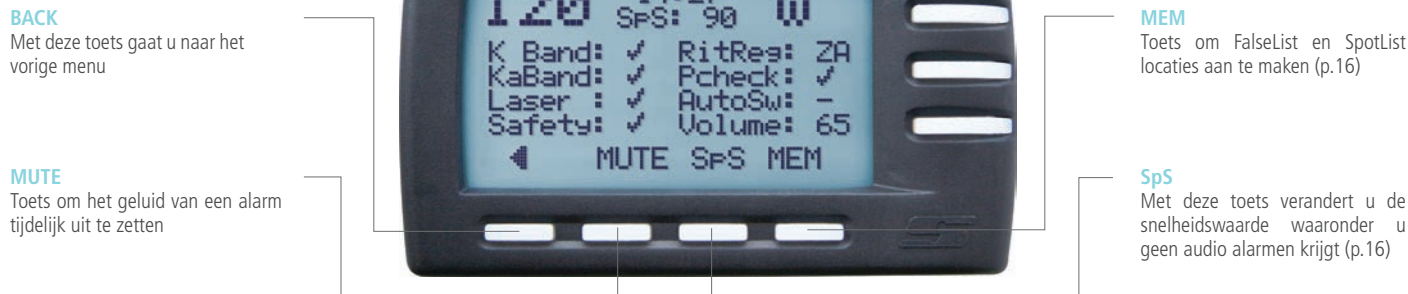 BACK
Met deze toets gaat u naar het
vorige menu
MUTE
Toets om het geluid van een alarm
tijdelijk uit te zetten
120
SpS: 90 W
K Band: ✓ RitReg: ZA
KaBand: ✓ Pcheck: ✓
Laser : ✓ AutoSw: -
Safety: ✓ Volume: 65
◀ MUTE SpS MEM
MEM
Toets om FalseList en SpotList
locaties aan te maken (p.16)
SpS
Met deze toets verandert u de
snelheidswaarde waaronder u
geen audio alarmen krijgt (p.16)